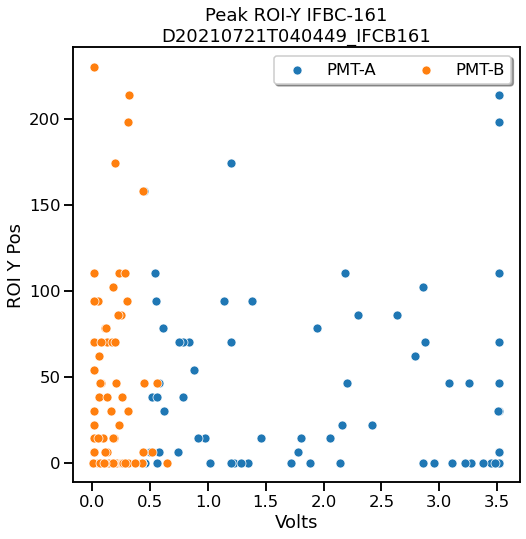 Peak ROI-Y IFBC-161
D20210721T040449_IFCB161
PMT-A PMT-B
ROI Y Pos
200
150
100
50
0
0.0 0.5 1.0 1.5 2.0 2.5 3.0 3.5
Volts